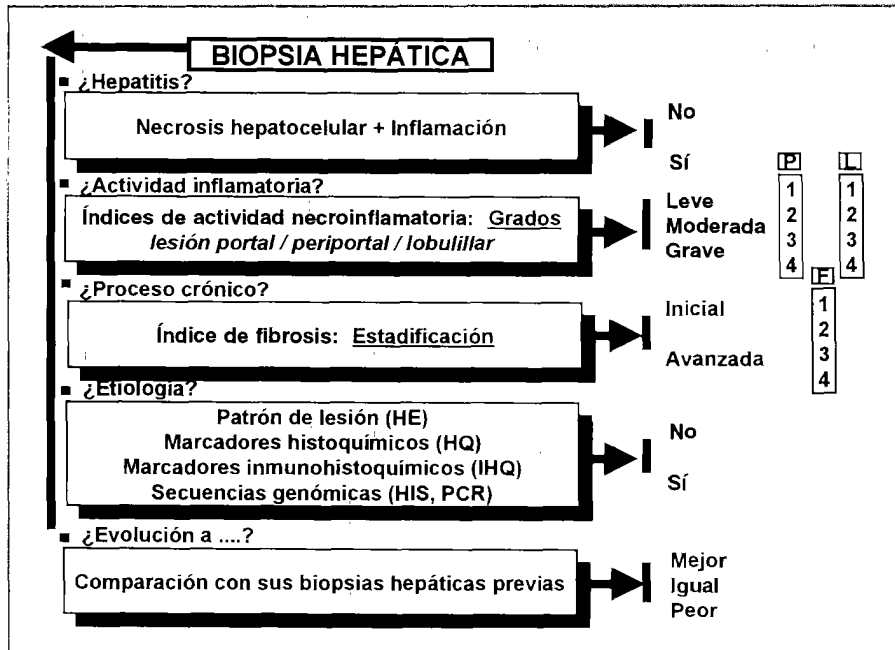 BIOPSIA HEPÁTICA
▪ ¿Hepatitis?
Necrosis hepatocelular + Inflamación
No
Sí
▪ ¿Actividad inflamatoria?
Índices de actividad necroinflamatoria: Grados
lesión portal / periportal / lobulillar
Leve
Moderada
Grave
P
1
2
3
4
L
1
2
3
4
▪ ¿Proceso crónico?
Índice de fibrosis: Estadificación
Inicial
Avanzada
F
1
2
3
4
▪ ¿Etiología?
Patrón de lesión (HE)
Marcadores histoquímicos (HQ)
Marcadores inmunohistoquímicos (IHQ)
Secuencias genómicas (HIS, PCR)
No
Sí
▪ ¿Evolución a ....?
Comparación con sus biopsias hepáticas previas
Mejor
Igual
Peor